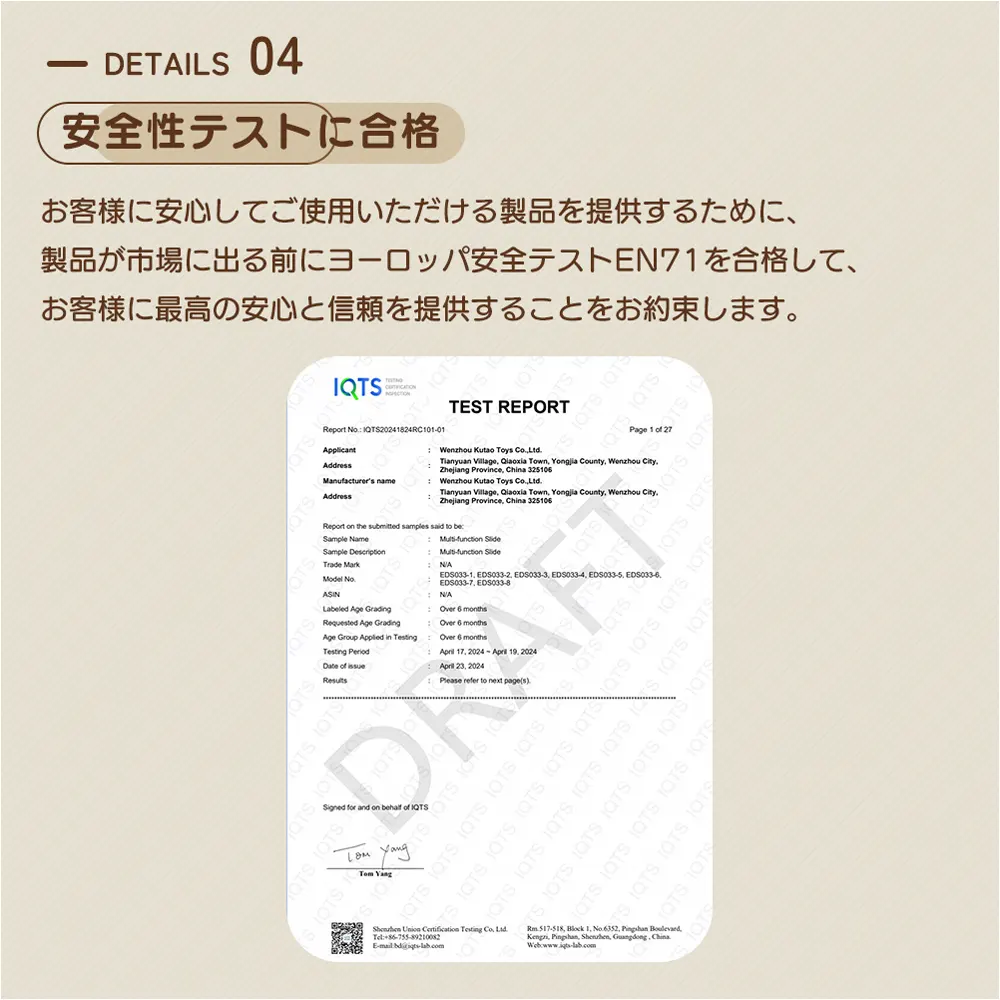 DETAILS 04
安全性テストに合格
お客様に安心してご使用いただける製品を提供するために、
製品が市場に出る前にヨーロッパ安全テストEN71を合格して、
お客様に最高の安心と信頼を提供することをお約束します。
IQTS TESTING
CERTIFICATION
INSPECTION
TEST REPORT
Report No.: IQTS20241824RC101-01 Page 1 of 27
Applicant : Wenzhou Kutao Toys Co.,Ltd.
Address : Tianyuan Village, Qiaoxia Town, Yongjia County, Wenzhou City,
Zhejiang Province, China 325106
Manufacturer's name : Wenzhou Kutao Toys Co.,Ltd.
Address : Tianyuan Village, Qiaoxia Town, Yongjia County, Wenzhou City,
Zhejiang Province, China 325106
Report on the submitted samples said to be:
Sample Name : Multi-function Slide
Sample Description : Multi-function Slide
Trade Mark : N/A
Model No. : EDS033-1, EDS033-2, EDS033-3, EDS033-4, EDS033-5, EDS033-6,
EDS033-7, EDS033-8
ASIN : N/A
Labeled Age Grading : Over 6 months
Requested Age Grading : Over 6 months
Age Group Applied in Testing : Over 6 months
Testing Period : April 17, 2024 ~ April 19, 2024
Date of issue : April 23, 2024
Results : Please refer to next page(s).
DRAFT
Signed for and on behalf of IQTS
Tom Yang
Tom Yang
Shenzhen Union Certification Testing Co, Ltd.
Tel:+86-755-89210082
E-mail:bd@iqts-lab.com
Rm.517-518, Block 1, No.6352, Pingshan Boulevard,
Kengzi, Pingshan, Shenzhen, Guangdong , China.
Web:www.iqts-lab.com